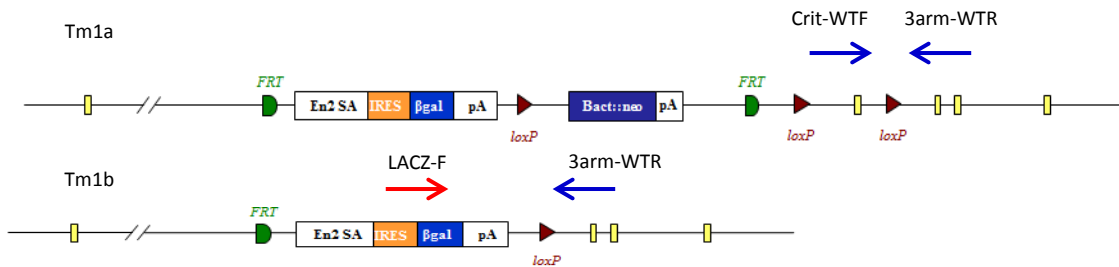 Crit-WTF 3arm-WTR
Tm1a
FRT FRT
En2 SA IRES βgal pA Bact::neo pA
loxP loxP loxP
LACZ-F 3arm-WTR
Tm1b
FRT
En2 SA IRES βgal pA
loxP